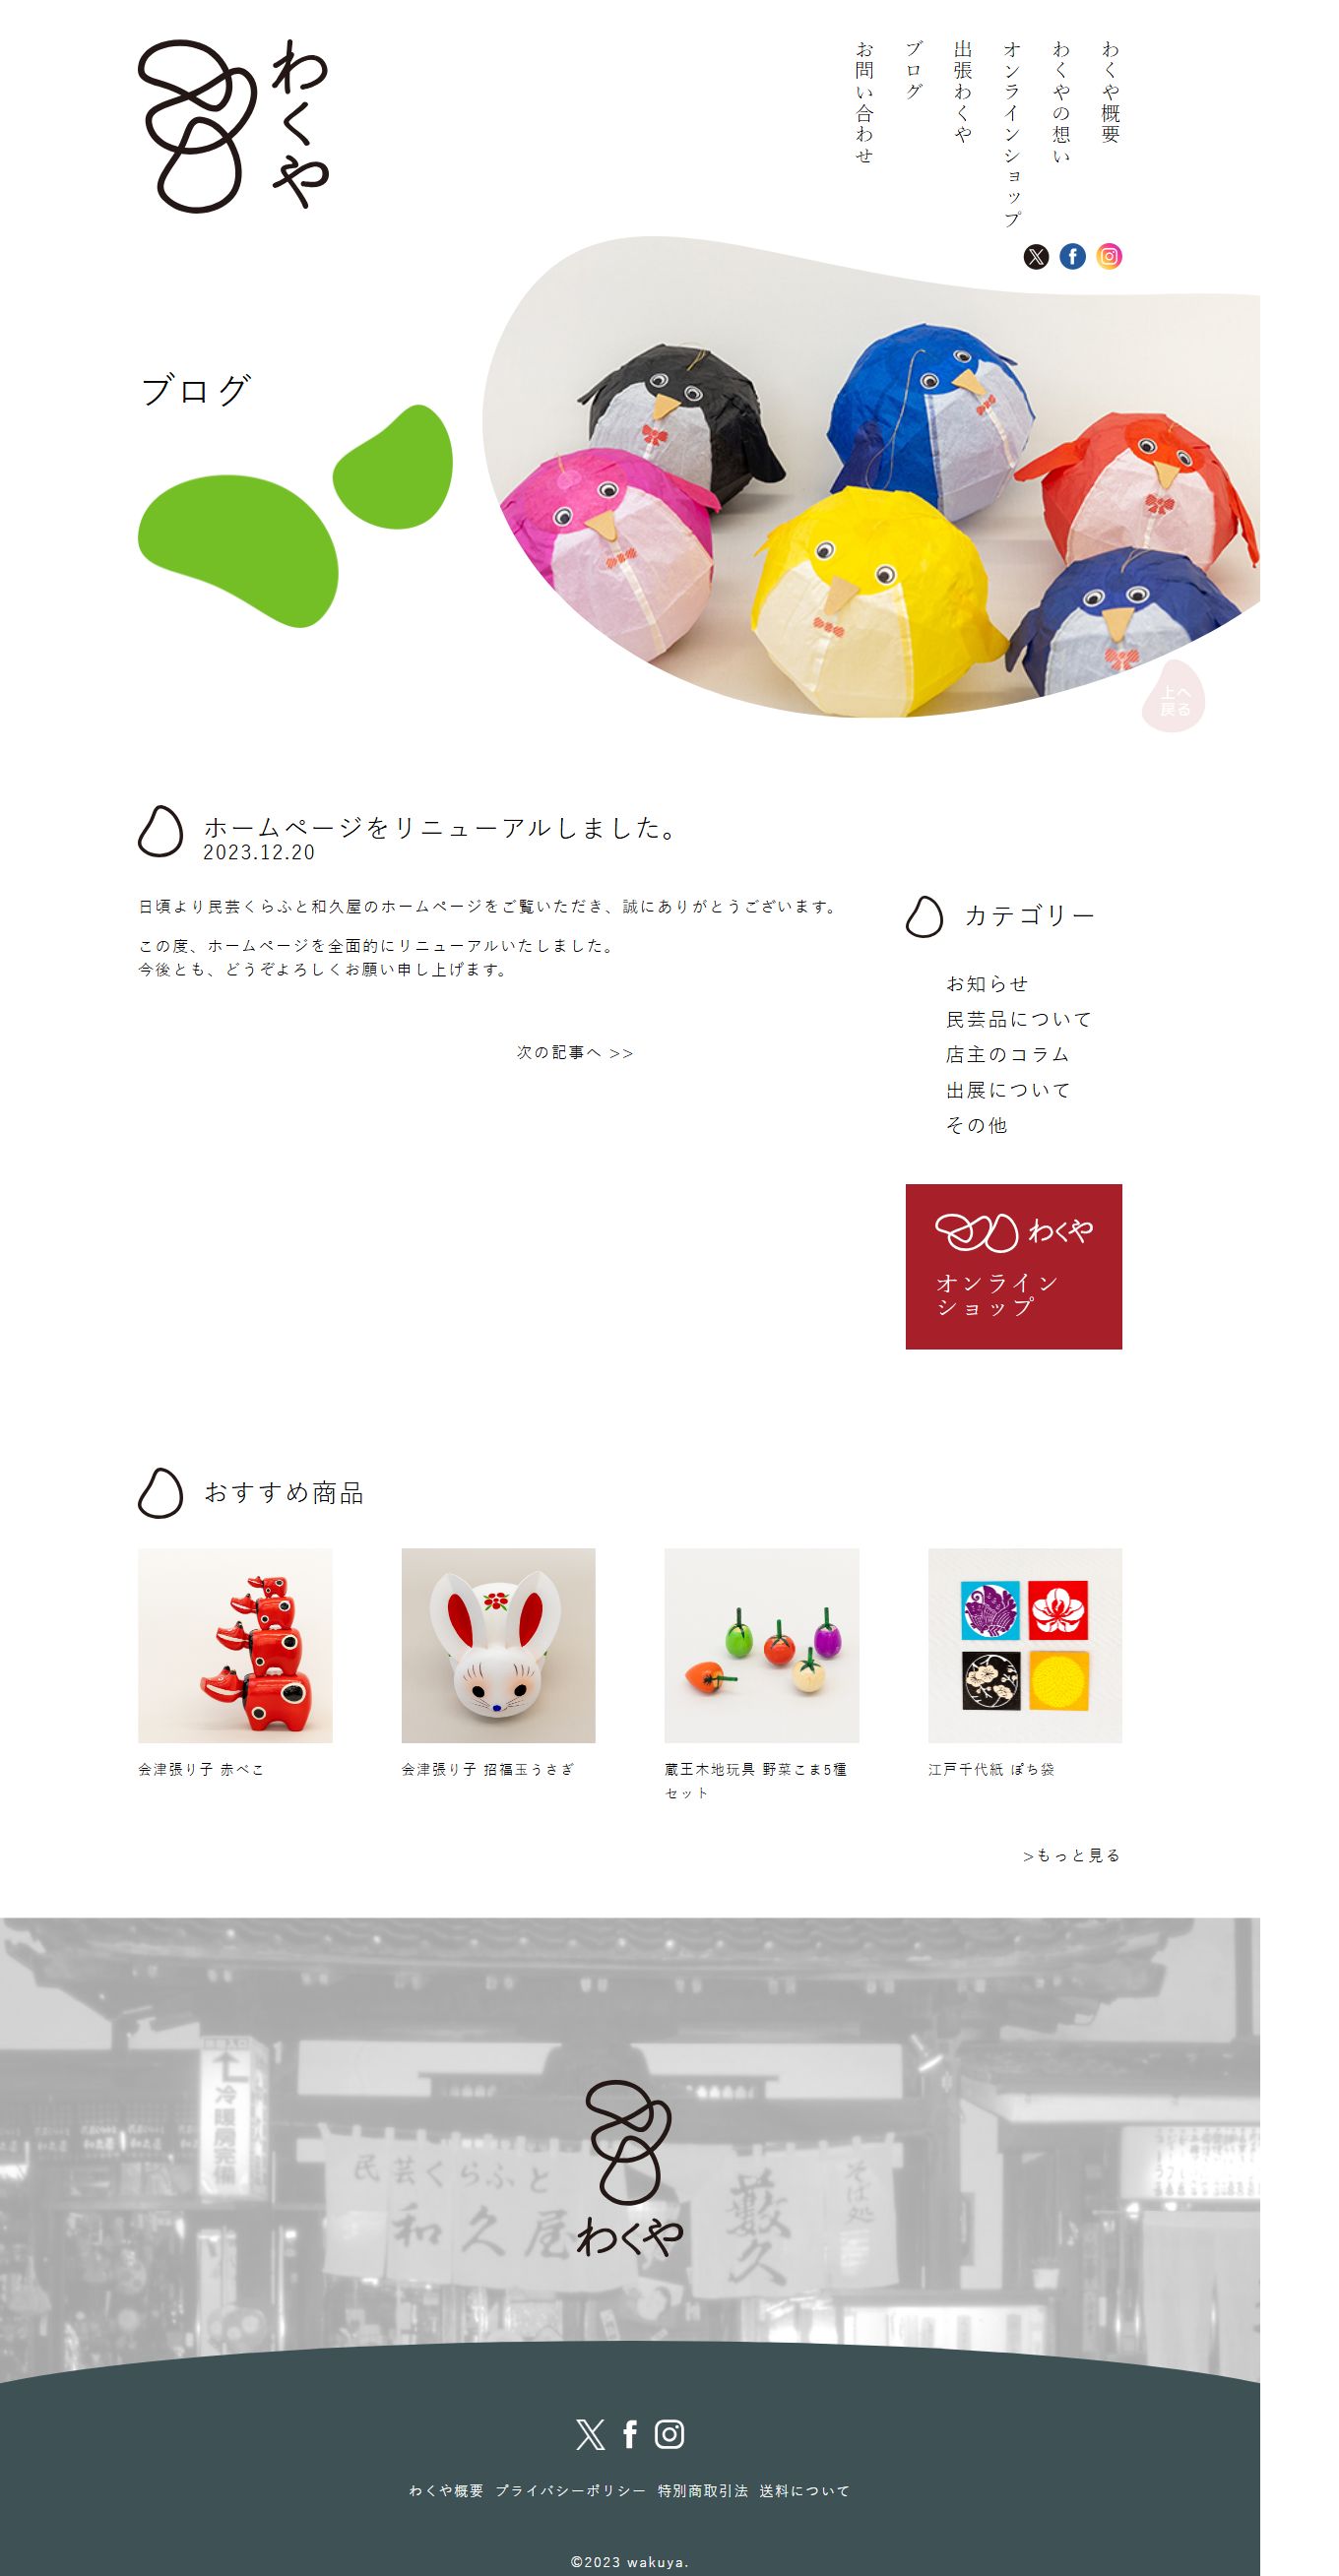 わくや
わくや概要
わくやの想い
オンラインショップ
出張わくや
ブログ
お問い合わせ
ブログ
上へ
戻る
ホームページをリニューアルしました。
2023.12.20
日頃より民芸くらふと和久屋のホームページをご覧いただき、誠にありがとうございます。
この度、ホームページを全面的にリニューアルいたしました。
今後とも、どうぞよろしくお願い申し上げます。
次の記事へ >>
カテゴリー
お知らせ
民芸品について
店主のコラム
出展について
その他
わくや
オンライン
ショップ
おすすめ商品
会津張り子 赤べこ
会津張り子 招福玉うさぎ
蔵王木地玩具 野菜こま5種
セット
江戸千代紙 ぽち袋
>もっと見る
冷暖房完備
民芸くらふと
和久屋
藪久
そば処
わくや
わくや概要 プライバシーポリシー 特別商取引法 送料について
©2023 wakuya.